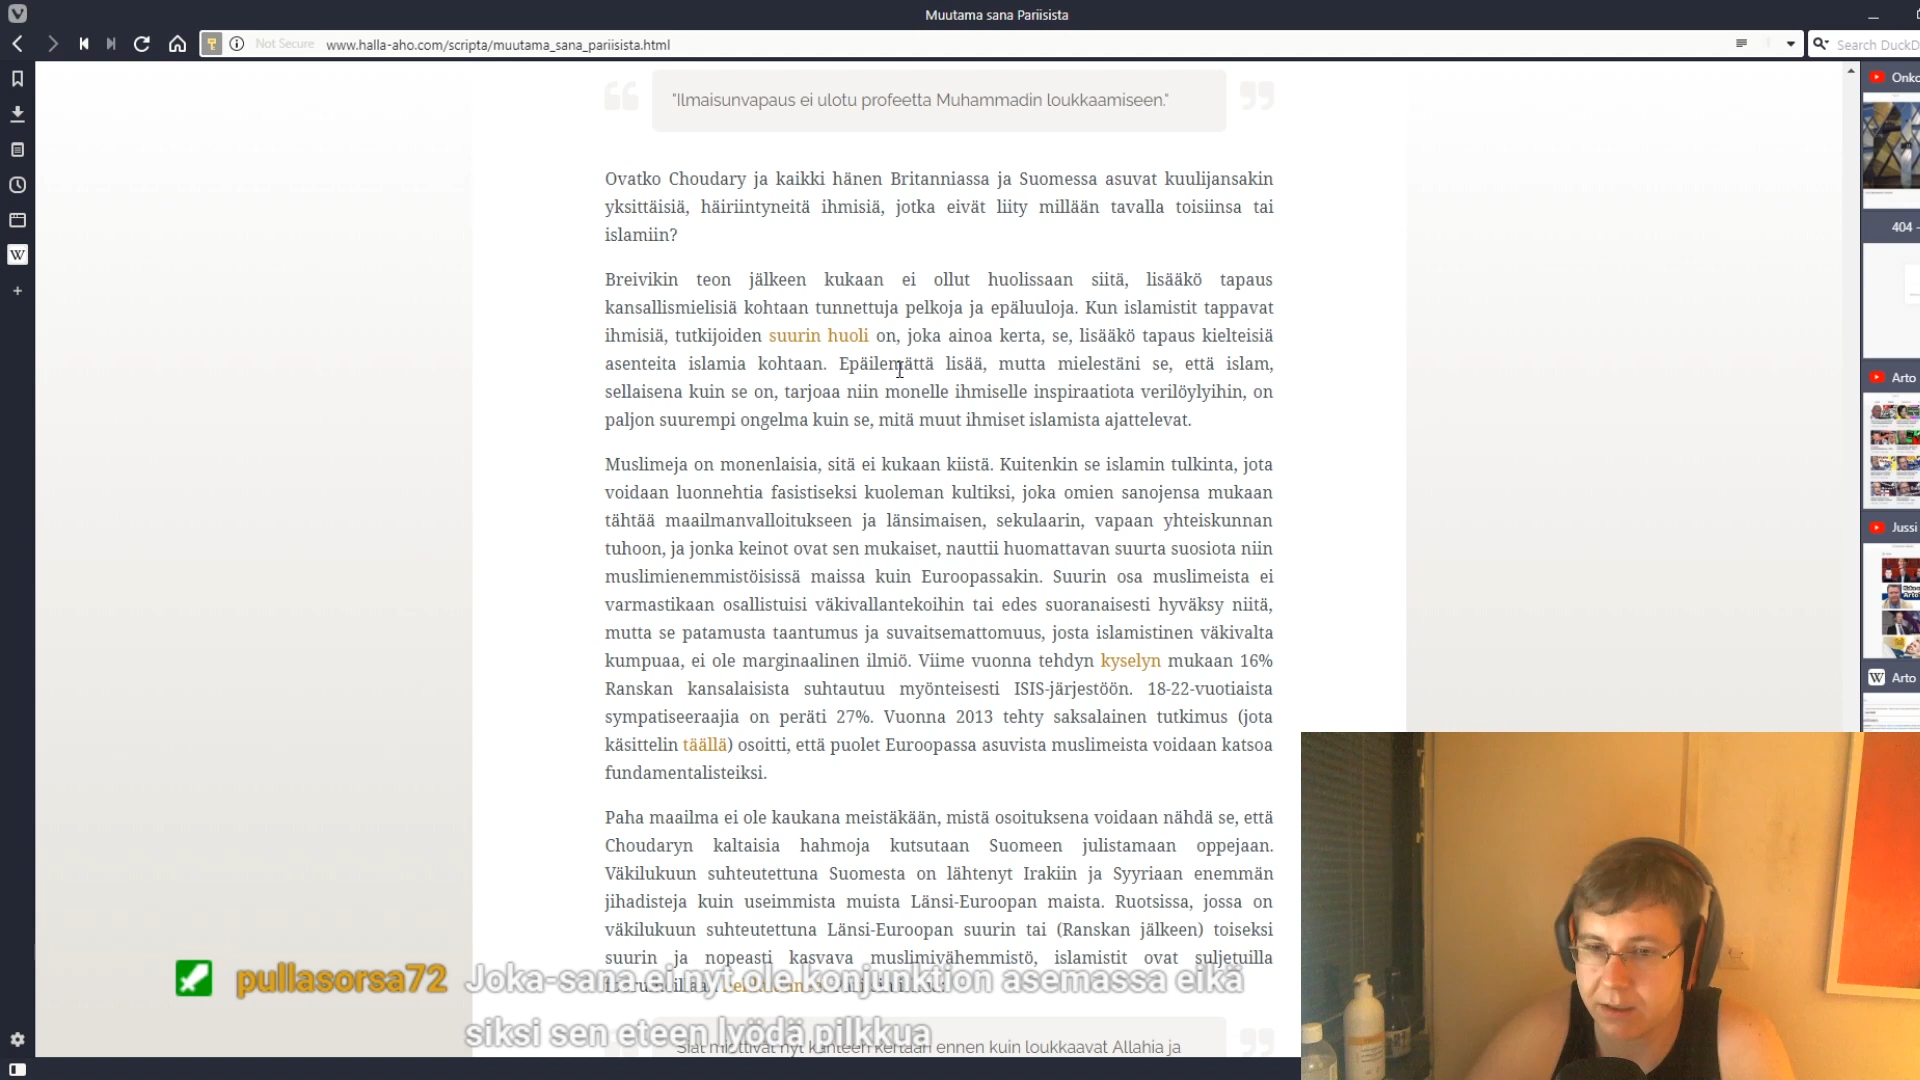 Muutama sana Pariisista
Not Secure
www.halla-aho.com/scripta/muutama_sana_pariisista.html
Search DuckD
"Ilmaisunvapaus ei ulotu profeetta Muhammadin loukkaamiseen."
Ovatko Choudary ja kaikki hänen Britanniassa ja Suomessa asuvat kuulijansakin
yksittäisiä, häiriintyneitä ihmisiä, jotka eivät liity millään tavalla toisiinsa tai
islamiin?
Breivikin teon jälkeen kukaan ei ollut huolissaan siitä, lisääkö tapaus
kansallismielisiä kohtaan tunnettuja pelkoja ja epäluuloja. Kun islamistit tappavat
ihmisiä, tutkijoiden suurin huoli on, joka ainoa kerta, se, lisääkö tapaus kielteisiä
asenteita islamia kohtaan. Epäilemättä lisää, mutta mielestäni se, että islam,
sellaisena kuin se on, tarjoaa niin monelle ihmiselle inspiraatiota verilöylyihin, on
paljon suurempi ongelma kuin se, mitä muut ihmiset islamista ajattelevat.
Muslimeja on monenlaisia, sitä ei kukaan kiistä. Kuitenkin se islamin tulkinta, jota
voidaan luonnehtia fasistiseksi kuoleman kultiksi, joka omien sanojensa mukaan
tähtää maailmanvalloitukseen ja länsimaisen, sekulaarin, vapaan yhteiskunnan
tuhoon, ja jonka keinot ovat sen mukaiset, nauttii huomattavan suurta suosiota niin
muslimienemmistöisissä maissa kuin Euroopassakin. Suurin osa muslimeista ei
varmastikaan osallistuisi väkivallantekoihin tai edes suoranaisesti hyväksy niitä,
mutta se patamusta taantumus ja suvaitsemattomuus, josta islamistinen väkivalta
kumpuaa, ei ole marginaalinen ilmiö. Viime vuonna tehdyn kyselyn mukaan 16%
Ranskan kansalaisista suhtautuu myönteisesti ISIS-järjestöön. 18-22-vuotiaista
sympatiseeraajia on peräti 27%. Vuonna 2013 tehty saksalainen tutkimus (jota
käsittelin täällä) osoitti, että puolet Euroopassa asuvista muslimeista voidaan katsoa
fundamentalisteiksi.
Paha maailma ei ole kaukana meistäkään, mistä osoituksena voidaan nähdä se, että
Choudaryn kaltaisia hahmoja kutsutaan Suomeen julistamaan oppejaan.
Väkilukuun suhteutettuna Suomesta on lähtenyt Irakiin ja Syyriaan enemmän
jihadisteja kuin useimmista muista Länsi-Euroopan maista. Ruotsissa, jossa on
väkilukuun suhteutettuna Länsi-Euroopan suurin tai (Ranskan jälkeen) toiseksi
suurin ja nopeasti kasvava muslimivähemmistö, islamistit ovat suljetuilla
pullasorsa72 Joka-sana ei nyt ole konjunktion asemassa eikä
siksi sen eteen lyödä pilkkua
kertaan ennen kuin loukkaavat Allahia ja
Onko
404 -
Arto
Jussi
W Arto